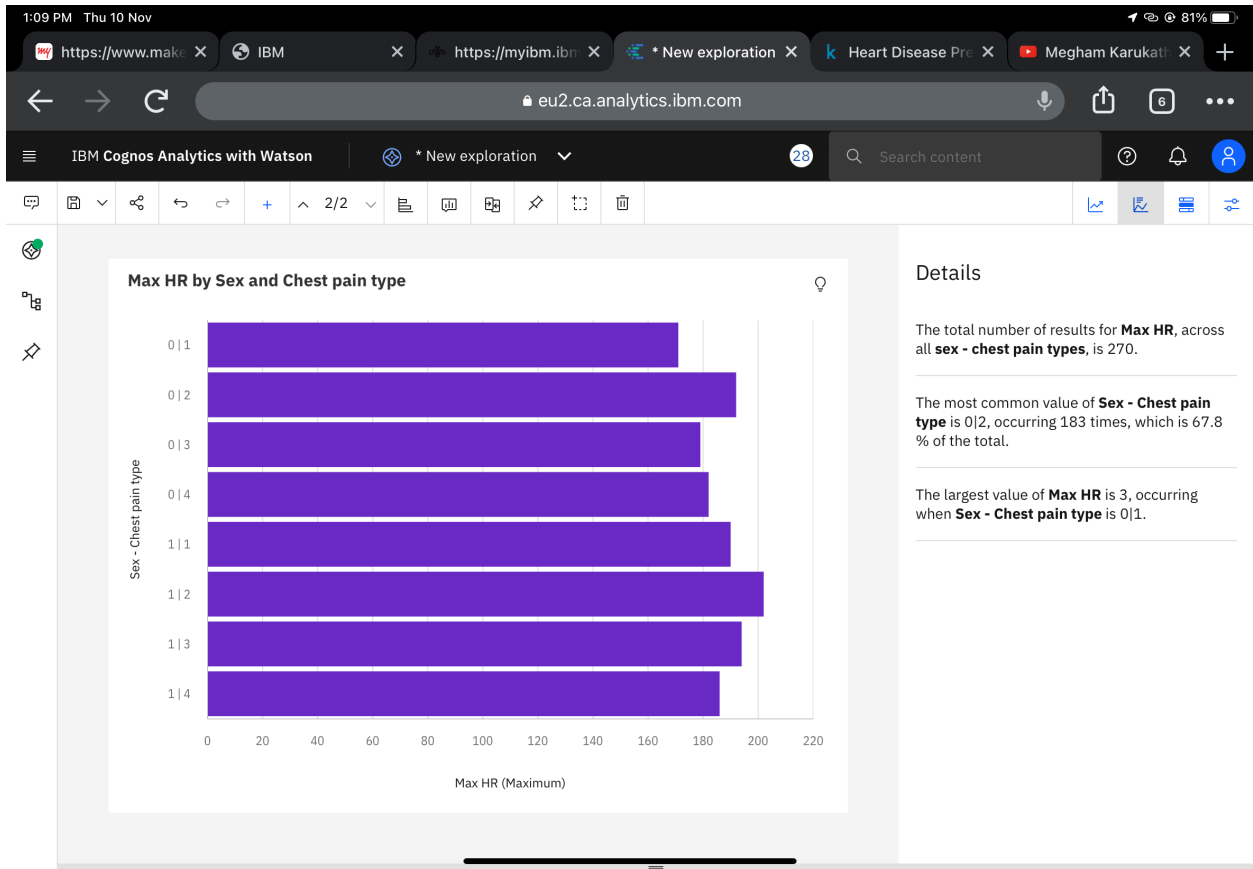 1:09 PM Thu 10 Nov
81%
my https://www.make
IBM
https://myibm.ibm
* New exploration
k Heart Disease Pre
Megham Karukath
eu2.ca.analytics.ibm.com
6
IBM Cognos Analytics with Watson
* New exploration
28
Search content
2/2
Max HR by Sex and Chest pain type
Sex - Chest pain type
0|1
0|2
0|3
0|4
1|1
1|2
1|3
1|4
0 20 40 60 80 100 120 140 160 180 200 220
Max HR (Maximum)
Details
The total number of results for Max HR, across
all sex - chest pain types, is 270.
The most common value of Sex - Chest pain
type is 0|2, occurring 183 times, which is 67.8
% of the total.
The largest value of Max HR is 3, occurring
when Sex - Chest pain type is 0|1.